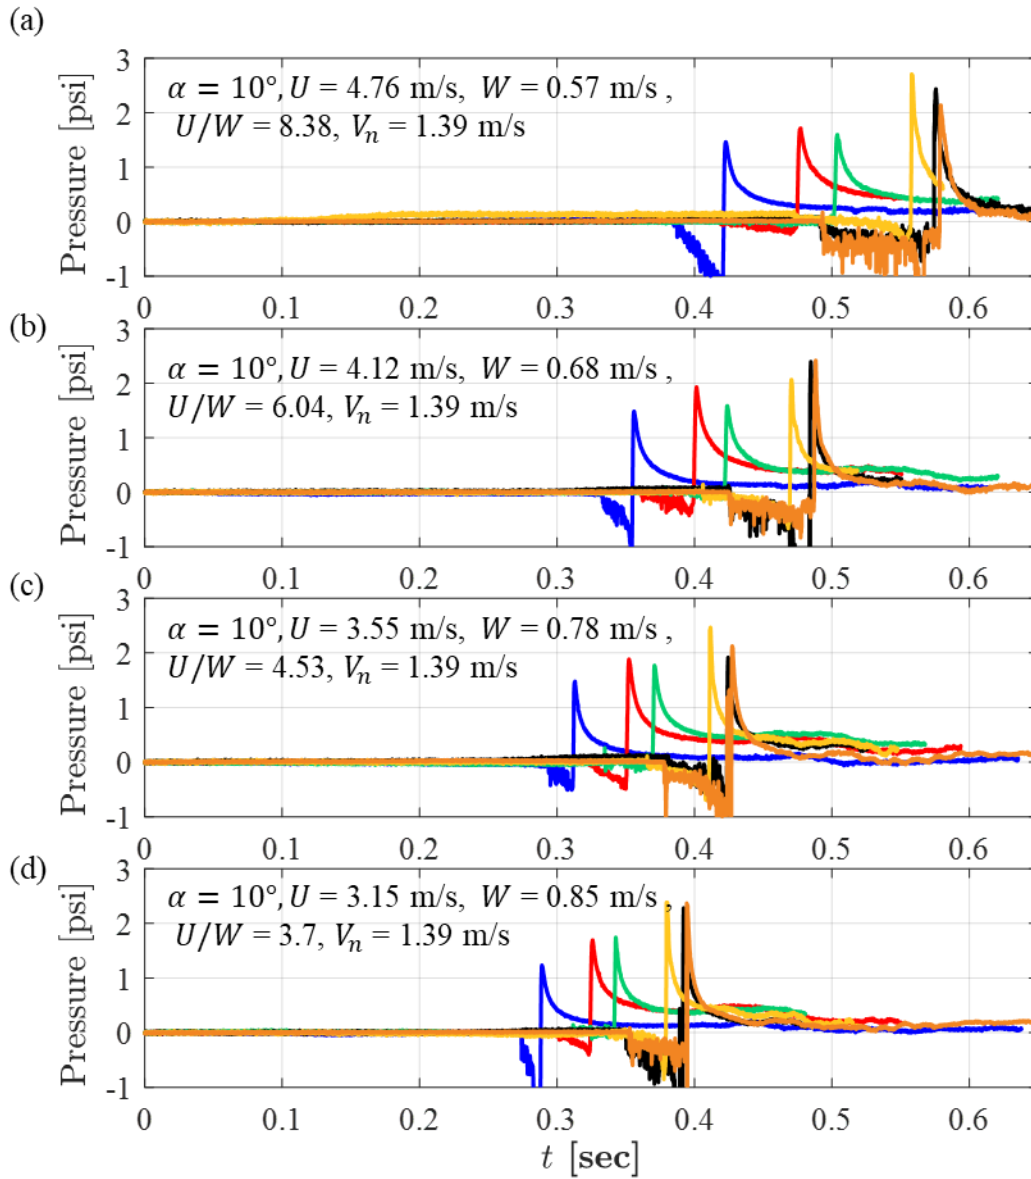 (a)
Pressure [psi]
3
2
1
0
-1
α = 10°, U = 4.76 m/s, W = 0.57 m/s ,
U/W = 8.38, Vₙ = 1.39 m/s
0 0.1 0.2 0.3 0.4 0.5 0.6
(b)
Pressure [psi]
3
2
1
0
-1
α = 10°, U = 4.12 m/s, W = 0.68 m/s ,
U/W = 6.04, Vₙ = 1.39 m/s
0 0.1 0.2 0.3 0.4 0.5 0.6
(c)
Pressure [psi]
3
2
1
0
-1
α = 10°, U = 3.55 m/s, W = 0.78 m/s ,
U/W = 4.53, Vₙ = 1.39 m/s
0 0.1 0.2 0.3 0.4 0.5 0.6
(d)
Pressure [psi]
3
2
1
0
-1
α = 10°, U = 3.15 m/s, W = 0.85 m/s ,
U/W = 3.7, Vₙ = 1.39 m/s
0 0.1 0.2 0.3 0.4 0.5 0.6
t [sec]